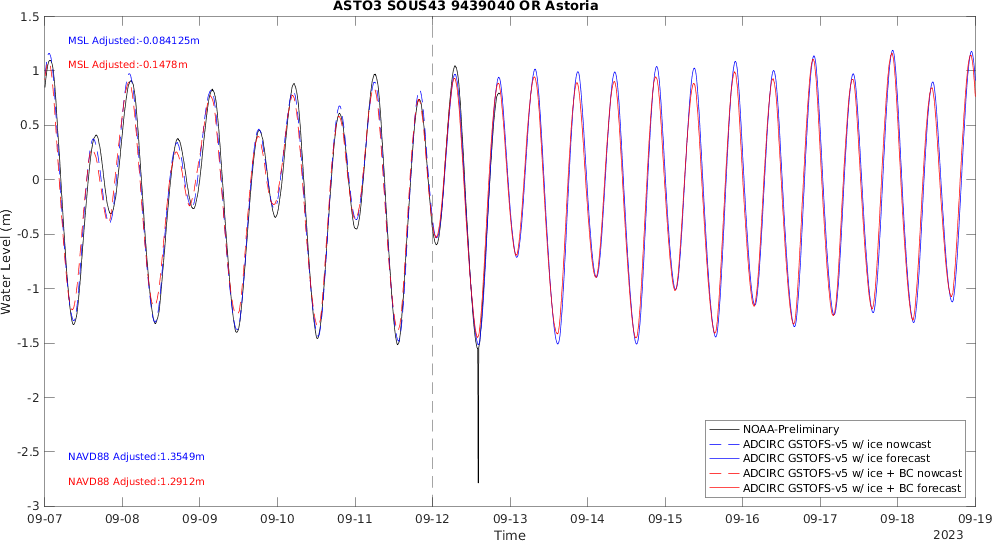 ASTO3 SOUS43 9439040 OR Astoria
1.5
1
0.5
0
-0.5
-1
-1.5
-2
-2.5
-3
Water Level (m)
MSL Adjusted:-0.084125m
MSL Adjusted:-0.1478m
NAVD88 Adjusted:1.3549m
NAVD88 Adjusted:1.2912m
NOAA-Preliminary
ADCIRC GSTOFS-v5 w/ ice nowcast
ADCIRC GSTOFS-v5 w/ ice forecast
ADCIRC GSTOFS-v5 w/ ice + BC nowcast
ADCIRC GSTOFS-v5 w/ ice + BC forecast
09-07 09-08 09-09 09-10 09-11 09-12 09-13 09-14 09-15 09-16 09-17 09-18 09-19
Time
2023